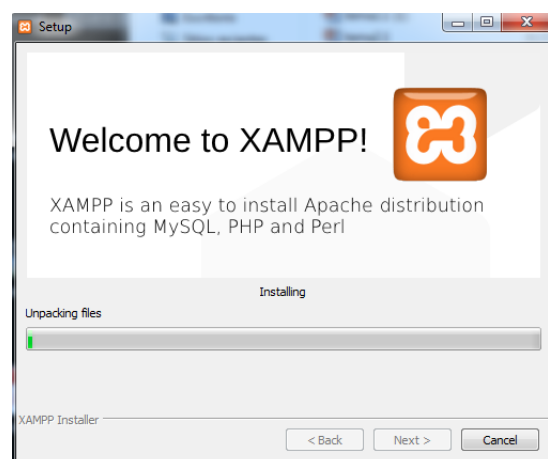 Setup
Welcome to XAMPP!
XAMPP is an easy to install Apache distribution
containing MySQL, PHP and Perl
Installing
Unpacking files
XAMPP Installer
< Back
Next >
Cancel